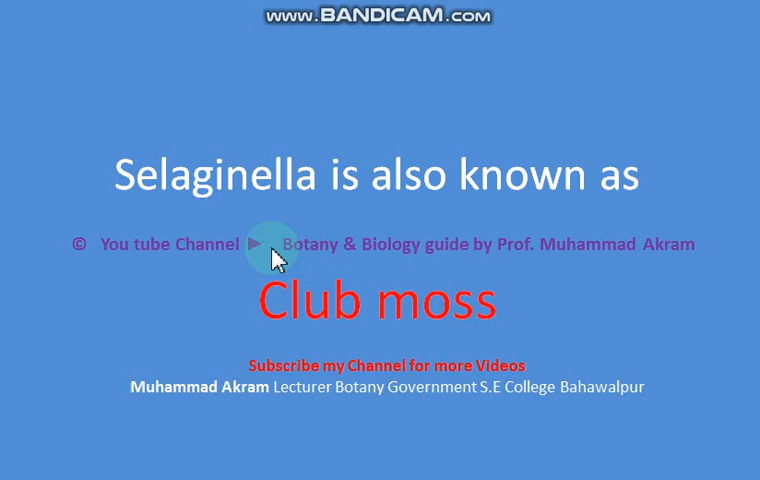 www.BANDICAM.com
Selaginella is also known as
© You tube Channel ► Botany & Biology guide by Prof. Muhammad Akram
Club moss
Subscribe my Channel for more Videos
Muhammad Akram Lecturer Botany Government S.E College Bahawalpur